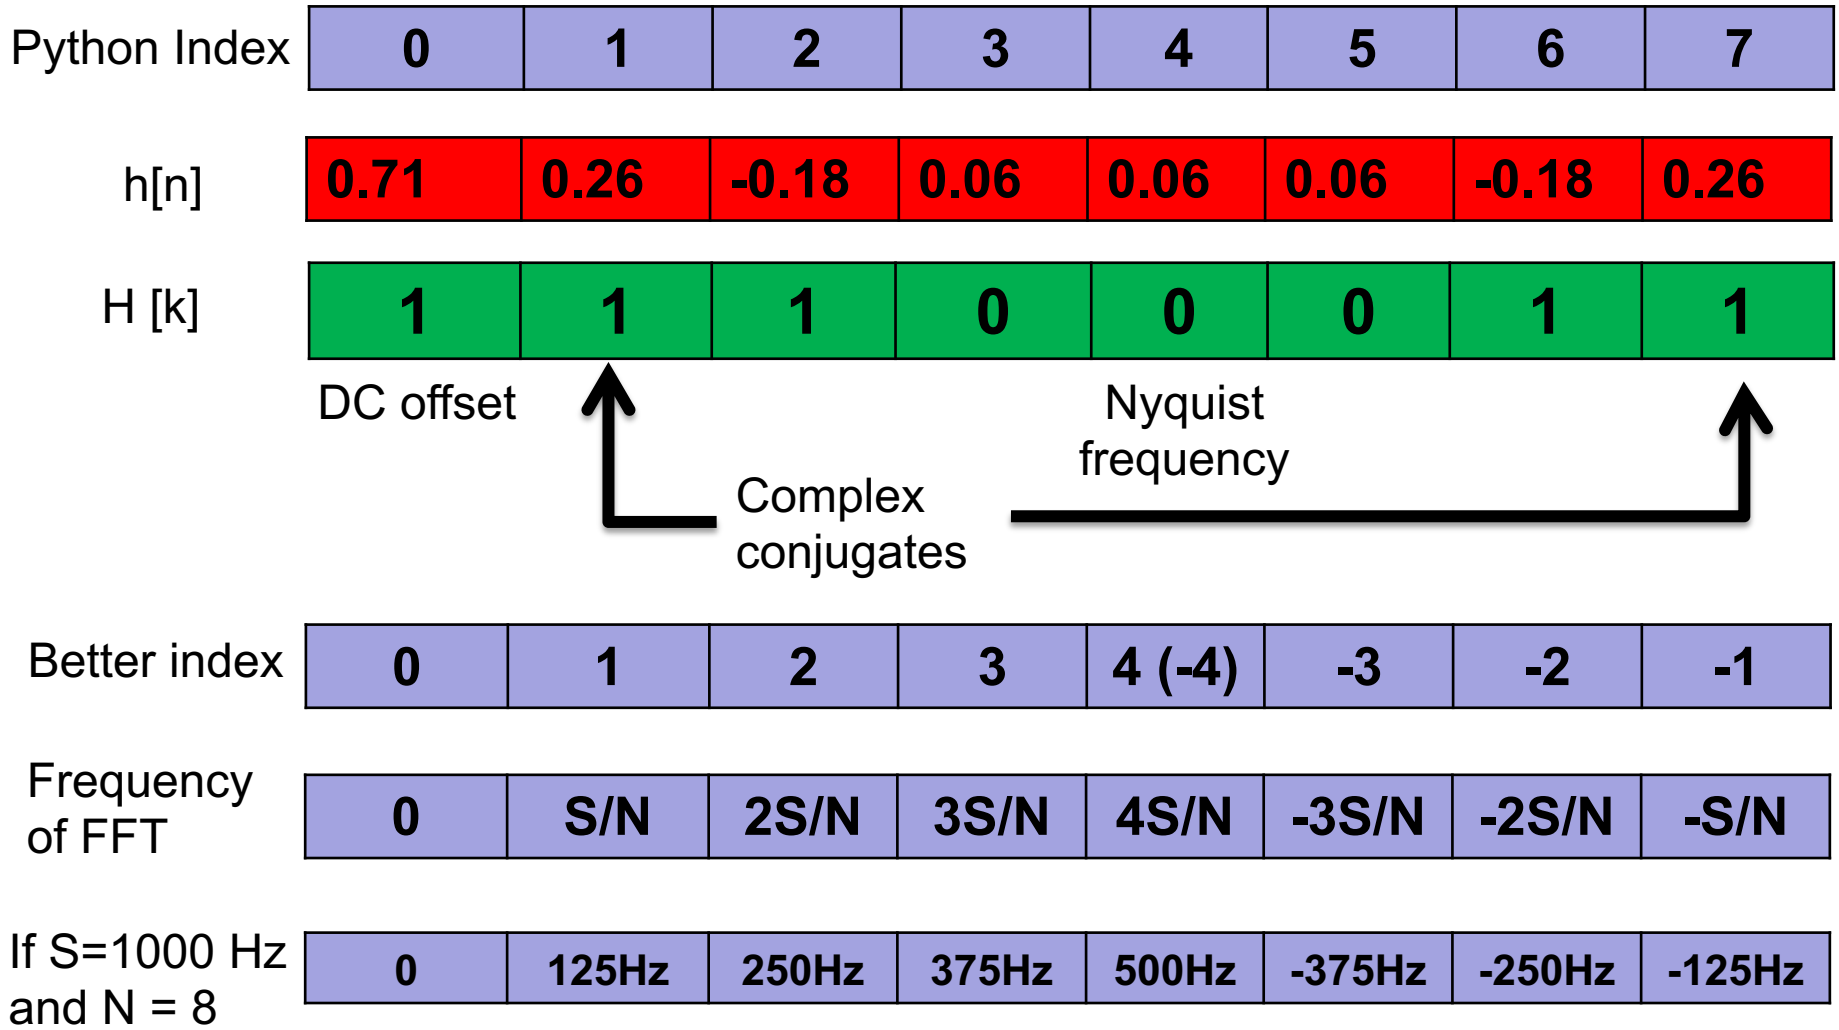 Python Index 0 1 2 3 4 5 6 7
h[n] 0.71 0.26 -0.18 0.06 0.06 0.06 -0.18 0.26
H [k] 1 1 1 0 0 0 1 1
DC offset
Nyquist
frequency
Complex
conjugates
Better index 0 1 2 3 4 (-4) -3 -2 -1
Frequency
of FFT
0 S/N 2S/N 3S/N 4S/N -3S/N -2S/N -S/N
If S=1000 Hz
and N = 8
0 125Hz 250Hz 375Hz 500Hz -375Hz -250Hz -125Hz